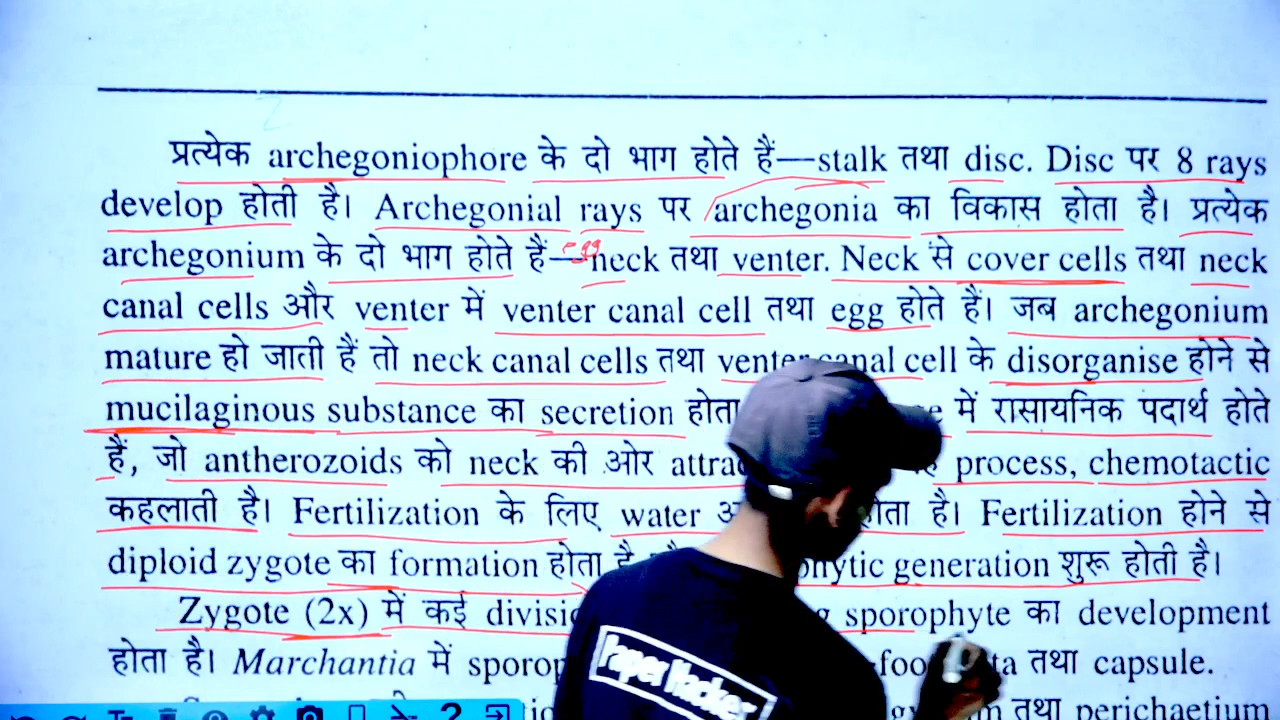 प्रत्येक archegoniophore के दो भाग होते हैं—stalk तथा disc. Disc पर 8 rays
develop होती है। Archegonial rays पर archegonia का विकास होता है। प्रत्येक
egg
archegonium के दो भाग होते हैं—neck तथा venter. Neck से cover cells तथा neck
canal cells और venter में venter canal cell तथा egg होते हैं। जब archegonium
mature हो जाती हैं तो neck canal cells तथा venter canal cell के disorganise होने से
mucilaginous substance का secretion होता में रासायनिक पदार्थ होते
हैं, जो antherozoids को neck की ओर process, chemotactic
कहलाती है। Fertilization के लिए water होता है। Fertilization होने से
diploid zygote का formation होता है generation शुरू होती है।
Zygote (2x) में कई sporophyte का development
होता है। Marchantia में तथा capsule.
तथा perichaetium
Paper Hacker